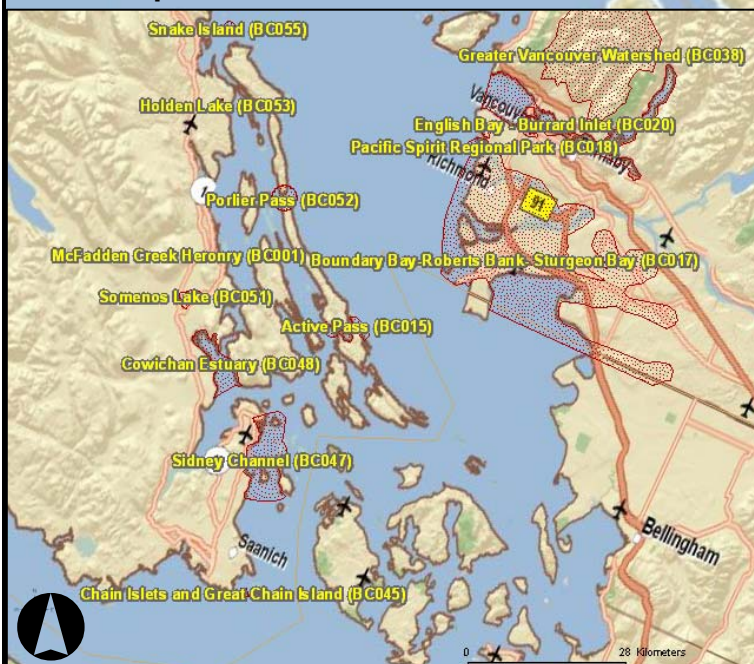 Snake Island (BC055)
Greater Vancouver Watershed (BC038)
Vancouver
Holden Lake (BC053)
English Bay - Burrard Inlet (BC020)
Pacific Spirit Regional Park (BC018)
Richmond
91
1
Porlier Pass (BC052)
McFadden Creek Heronry (BC001)
Boundary Bay-Roberts Bank- Sturgeon Bay (BC017)
Somenos Lake (BC051)
Active Pass (BC015)
Cowichan Estuary (BC048)
Sidney Channel (BC047)
Saanich
Bellingham
Chain Islets and Great Chain Island (BC045)
0 28 Kilometers